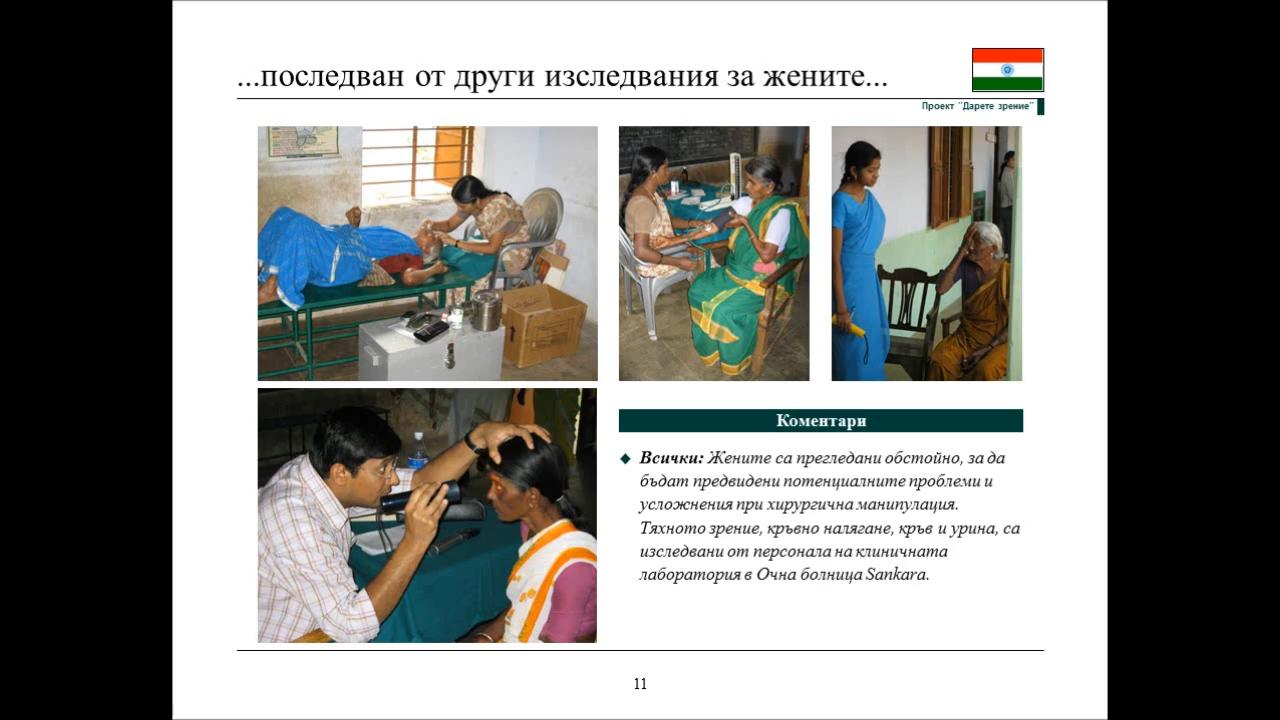 ...последван от други изследвания за жените...
Проект "Дарете зрение"
Коментари
Всички: Жените са прегледани обстойно, за да
бъдат предвидени потенциалните проблеми и
усложнения при хирургична манипулация.
Тяхното зрение, кръвно налягане, кръв и урина, са
изследвани от персонала на клиничната
лаборатория в Очна болница Sankara.
11